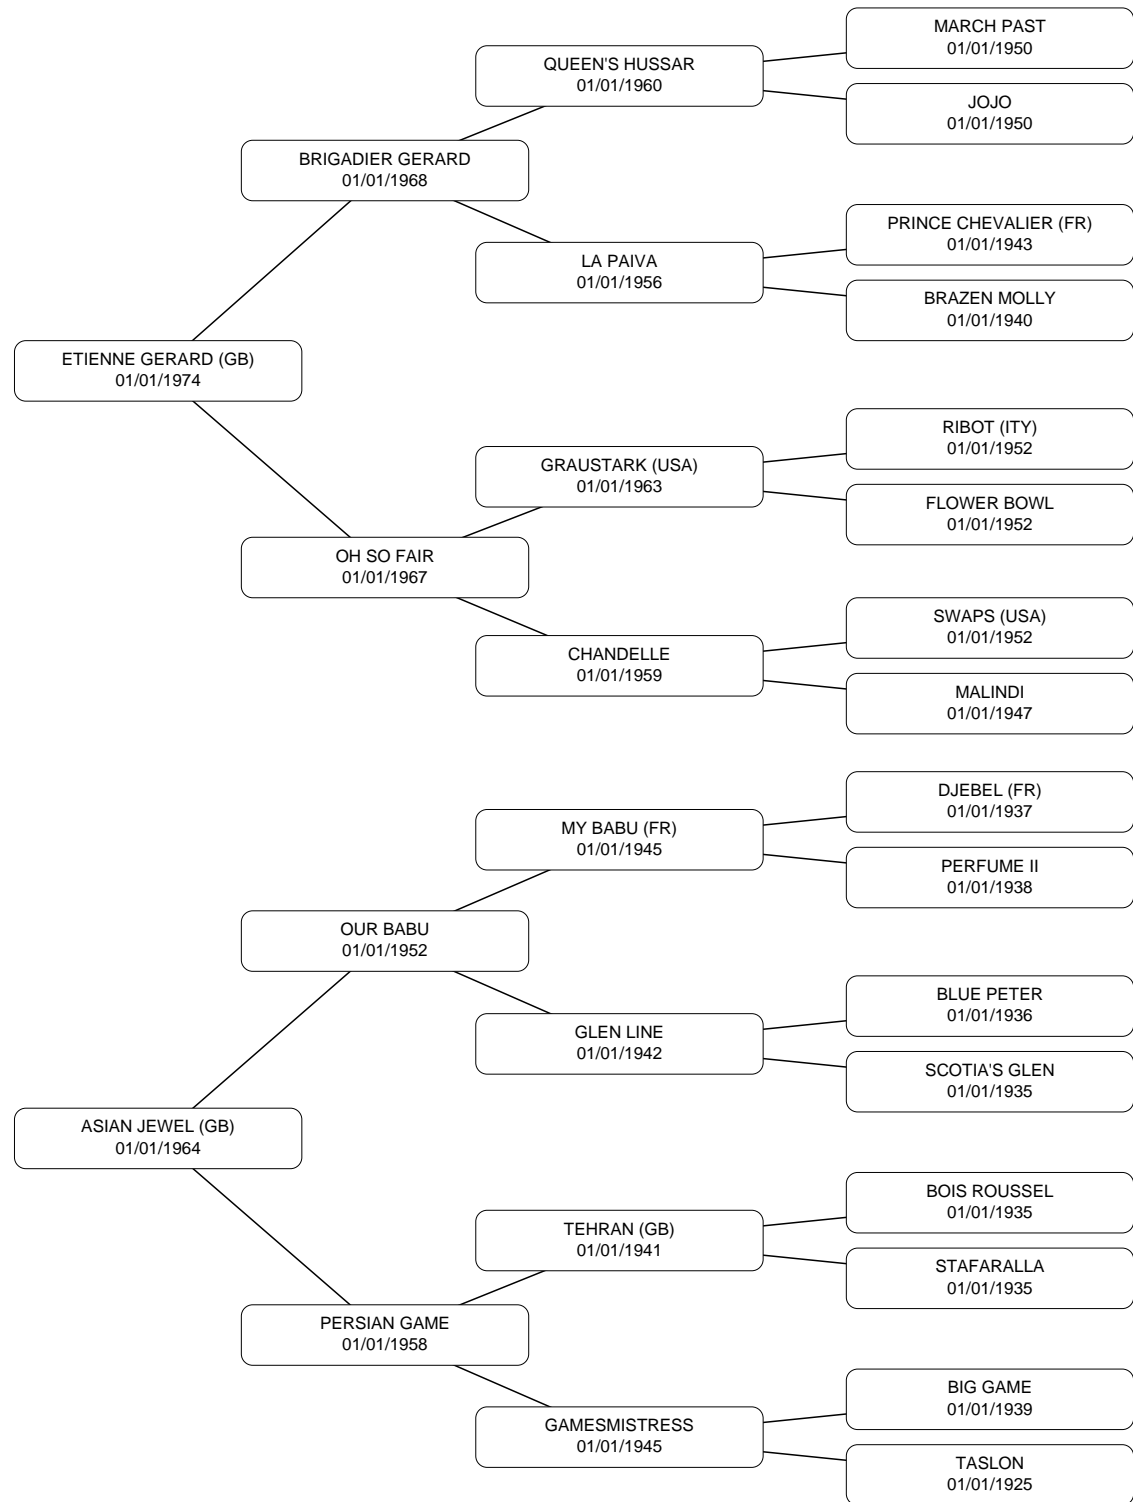 MARCH PAST
01/01/1950
QUEEN'S HUSSAR
01/01/1960
JOJO
01/01/1950
BRIGADIER GERARD
01/01/1968
PRINCE CHEVALIER (FR)
01/01/1943
LA PAIVA
01/01/1956
BRAZEN MOLLY
01/01/1940
ETIENNE GERARD (GB)
01/01/1974
RIBOT (ITY)
01/01/1952
GRAUSTARK (USA)
01/01/1963
FLOWER BOWL
01/01/1952
OH SO FAIR
01/01/1967
SWAPS (USA)
01/01/1952
CHANDELLE
01/01/1959
MALINDI
01/01/1947
DJEBEL (FR)
01/01/1937
MY BABU (FR)
01/01/1945
PERFUME II
01/01/1938
OUR BABU
01/01/1952
BLUE PETER
01/01/1936
GLEN LINE
01/01/1942
SCOTIA'S GLEN
01/01/1935
ASIAN JEWEL (GB)
01/01/1964
BOIS ROUSSEL
01/01/1935
TEHRAN (GB)
01/01/1941
STAFARALLA
01/01/1935
PERSIAN GAME
01/01/1958
BIG GAME
01/01/1939
GAMESMISTRESS
01/01/1945
TASLON
01/01/1925